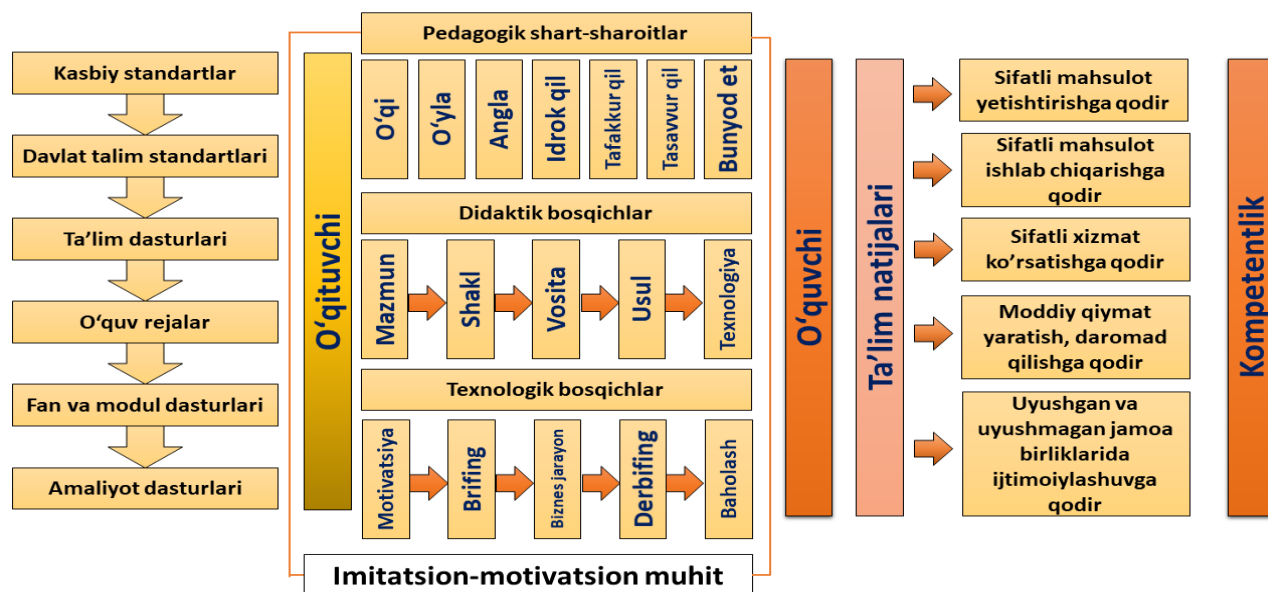 Kasbiy standartlar
Davlat talim standartlari
Ta’lim dasturlari
O‘quv rejalar
Fan va modul dasturlari
Amaliyot dasturlari
O‘qituvchi
Pedagogik shart-sharoitlar
O‘qi
O‘yla
Angla
Idrok qil
Tafakkur qil
Tasavvur qil
Bunyod et
Didaktik bosqichlar
Mazmun
Shakl
Vosita
Usul
Texnologiya
Texnologik bosqichlar
Motivatsiya
Brifing
Biznes jarayon
Derbifing
Baholash
Imitatsion-motivatsion muhit
O‘quvchi
Ta’lim natijalari
Sifatli mahsulot
yetishtirishga qodir
Sifatli mahsulot
ishlab chiqarishga
qodir
Sifatli xizmat
ko’rsatishga qodir
Moddiy qiymat
yaratish, daromad
qilishga qodir
Uyushgan va
uyushmagan jamoa
birliklarida
ijtimoiylashuvga
qodir
Kompetentlik